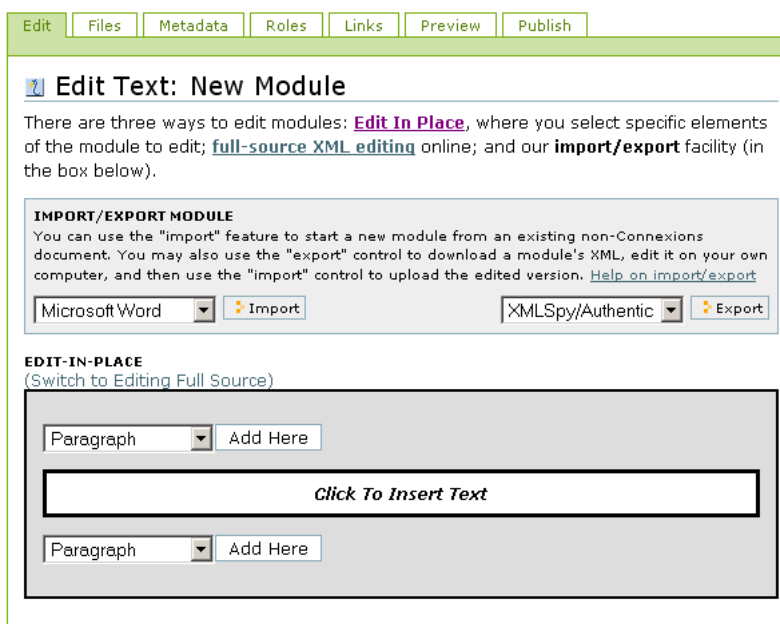 Edit Files Metadata Roles Links Preview Publish
Edit Text: New Module
There are three ways to edit modules: Edit In Place, where you select specific elements
of the module to edit; full-source XML editing online; and our import/export facility (in
the box below).
IMPORT/EXPORT MODULE
You can use the "import" feature to start a new module from an existing non-Connexions
document. You may also use the "export" control to download a module's XML, edit it on your own
computer, and then use the "import" control to upload the edited version. Help on import/export
Microsoft Word Import XMLSpy/Authentic Export
EDIT-IN-PLACE
(Switch to Editing Full Source)
Paragraph Add Here
Click To Insert Text
Paragraph Add Here